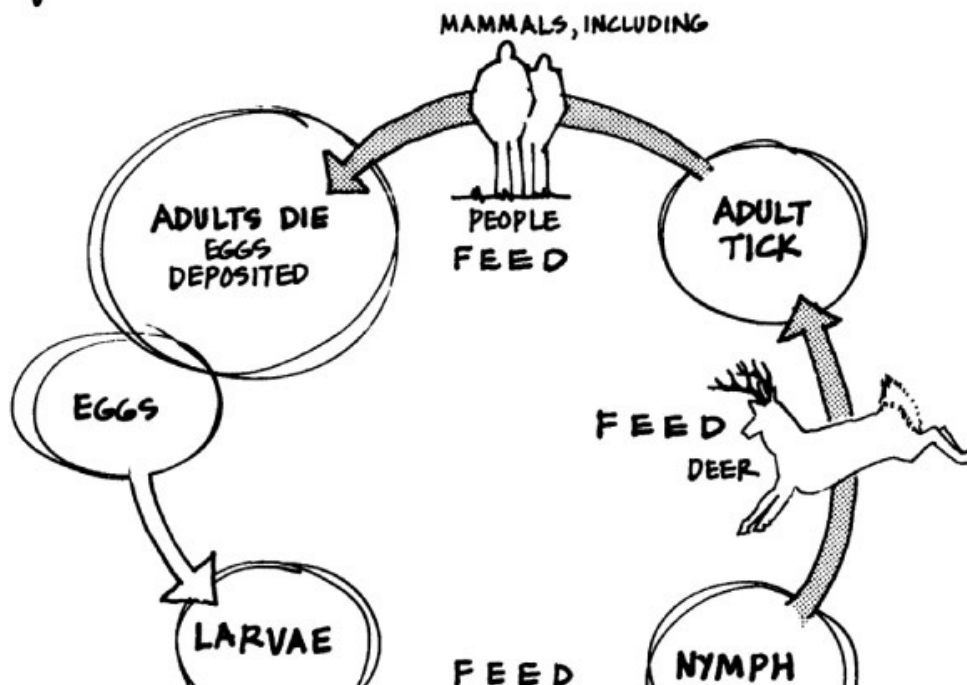 MAMMALS, INCLUDING
PEOPLE
FEED
ADULTS DIE
EGGS
DEPOSITED
ADULT
TICK
EGGS
FEED
DEER
LARVAE
FEED
NYMPH